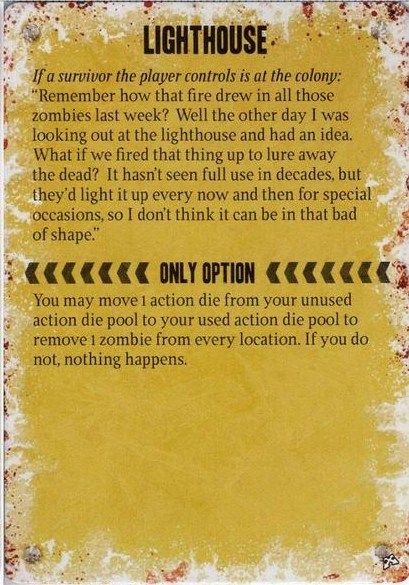 LIGHTHOUSE
If a survivor the player controls is at the colony:
“Remember how that fire drew in all those
zombies last week? Well the other day I was
looking out at the lighthouse and had an idea.
What if we fired that thing up to lure away
the dead? It hasn’t seen full use in decades, but
they’d light it up every now and then for special
occasions, so I don’t think it can be in that bad
of shape.”
ONLY OPTION
You may move 1 action die from your unused
action die pool to your used action die pool to
remove 1 zombie from every location. If you do
not, nothing happens.